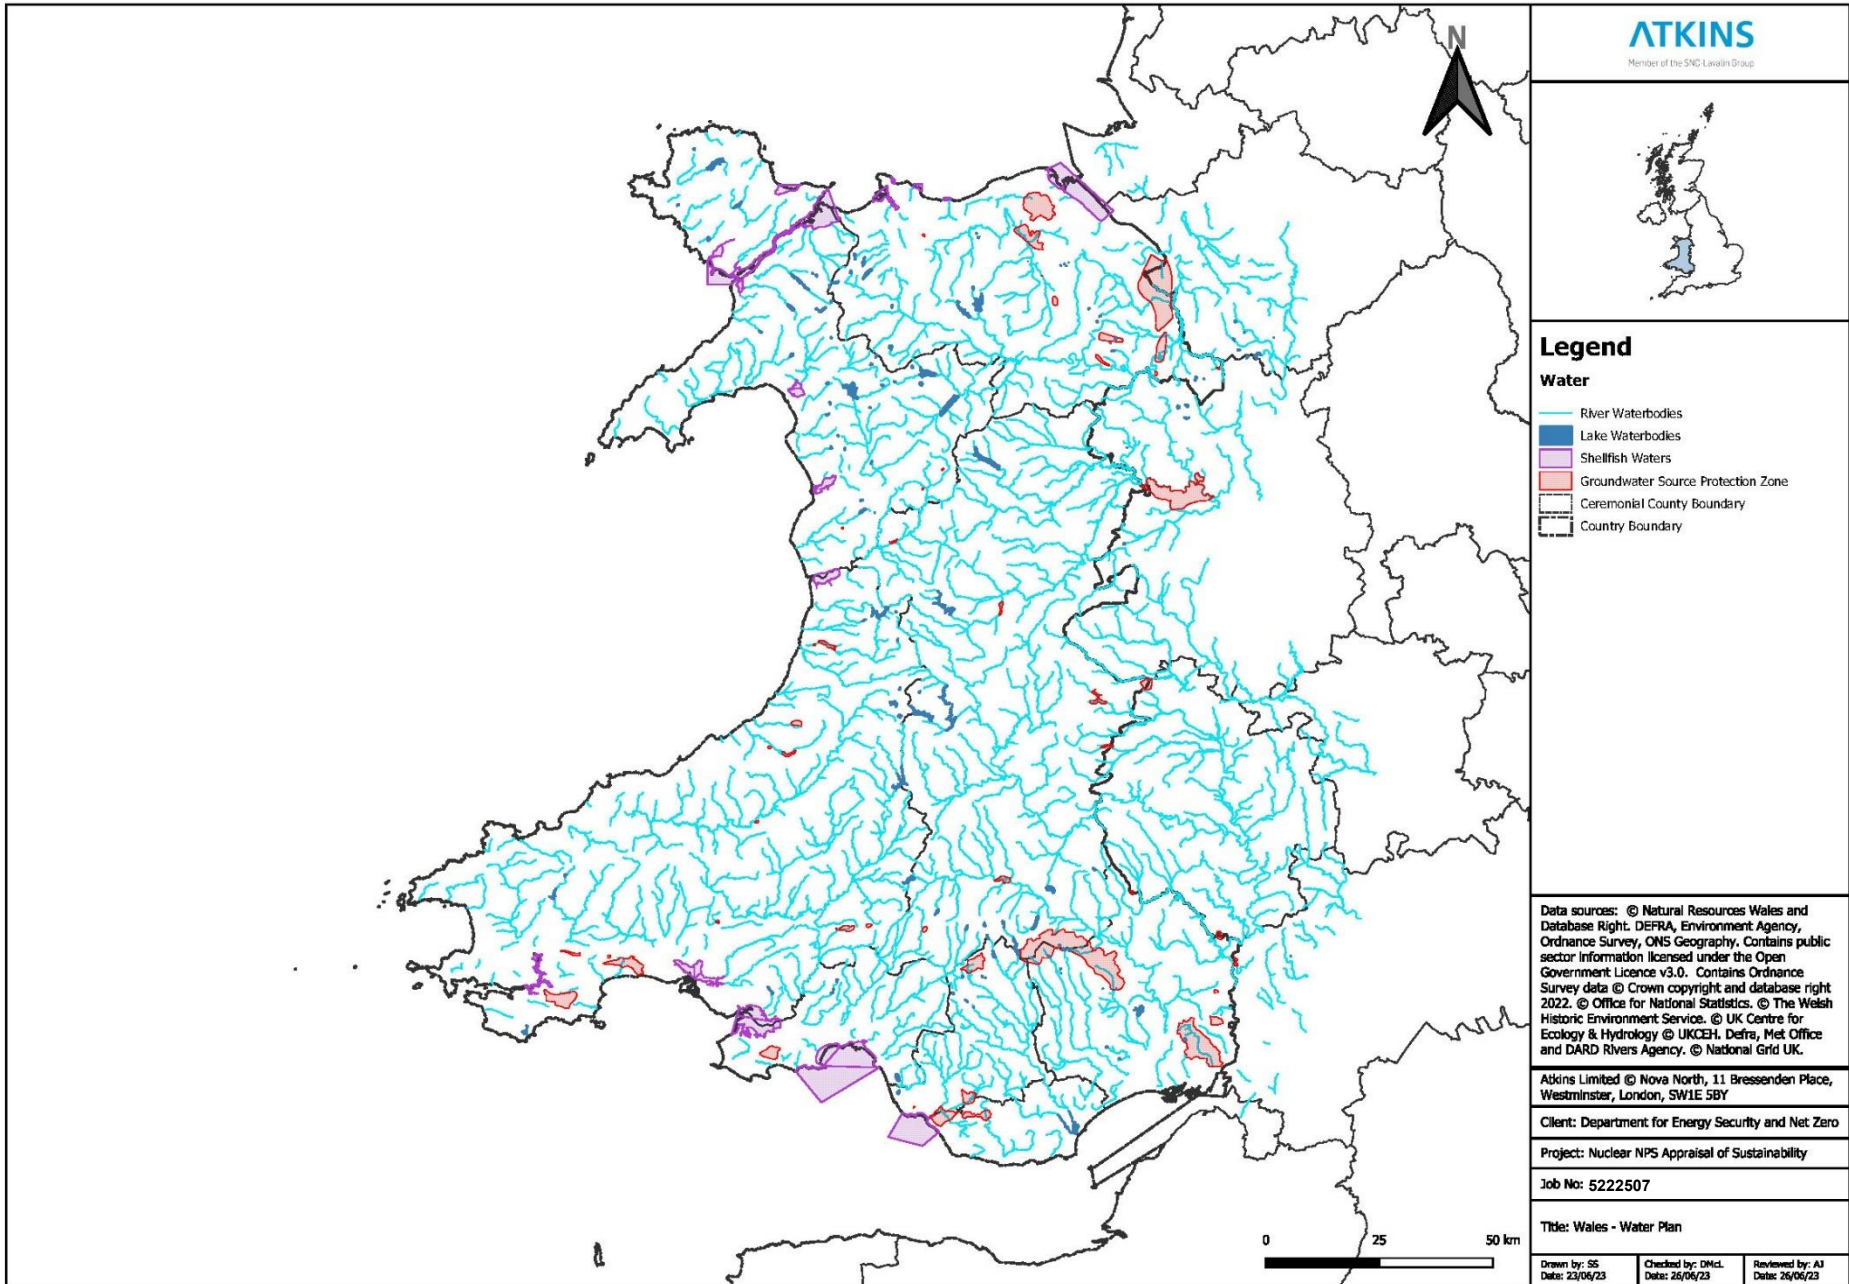 N
0 25 50 km
ATKINS
Member of the SNC-Lavalin Group
Legend
Water
River Waterbodies
Lake Waterbodies
Shellfish Waters
Groundwater Source Protection Zone
Ceremonial County Boundary
Country Boundary
Data sources: © Natural Resources Wales and
Database Right. DEFRA, Environment Agency,
Ordnance Survey, ONS Geography. Contains public
sector information licensed under the Open
Government Licence v3.0. Contains Ordnance
Survey data © Crown copyright and database right
2022. © Office for National Statistics. © The Welsh
Historic Environment Service. © UK Centre for
Ecology & Hydrology © UKCEH. Defra, Met Office
and DARD Rivers Agency. © National Grid UK.
Atkins Limited © Nova North, 11 Bressenden Place,
Westminster, London, SW1E 5BY
Client: Department for Energy Security and Net Zero
Project: Nuclear NPS Appraisal of Sustainability
Job No: 5222507
Title: Wales - Water Plan
Drawn by: SS Checked by: DMcL Reviewed by: AJ
Date: 23/06/23 Date: 26/06/23 Date: 26/06/23